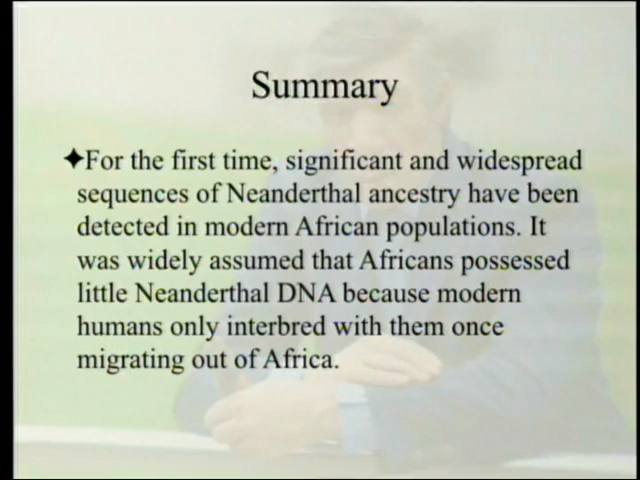 Summary
✦For the first time, significant and widespread
sequences of Neanderthal ancestry have been
detected in modern African populations. It
was widely assumed that Africans possessed
little Neanderthal DNA because modern
humans only interbred with them once
migrating out of Africa.